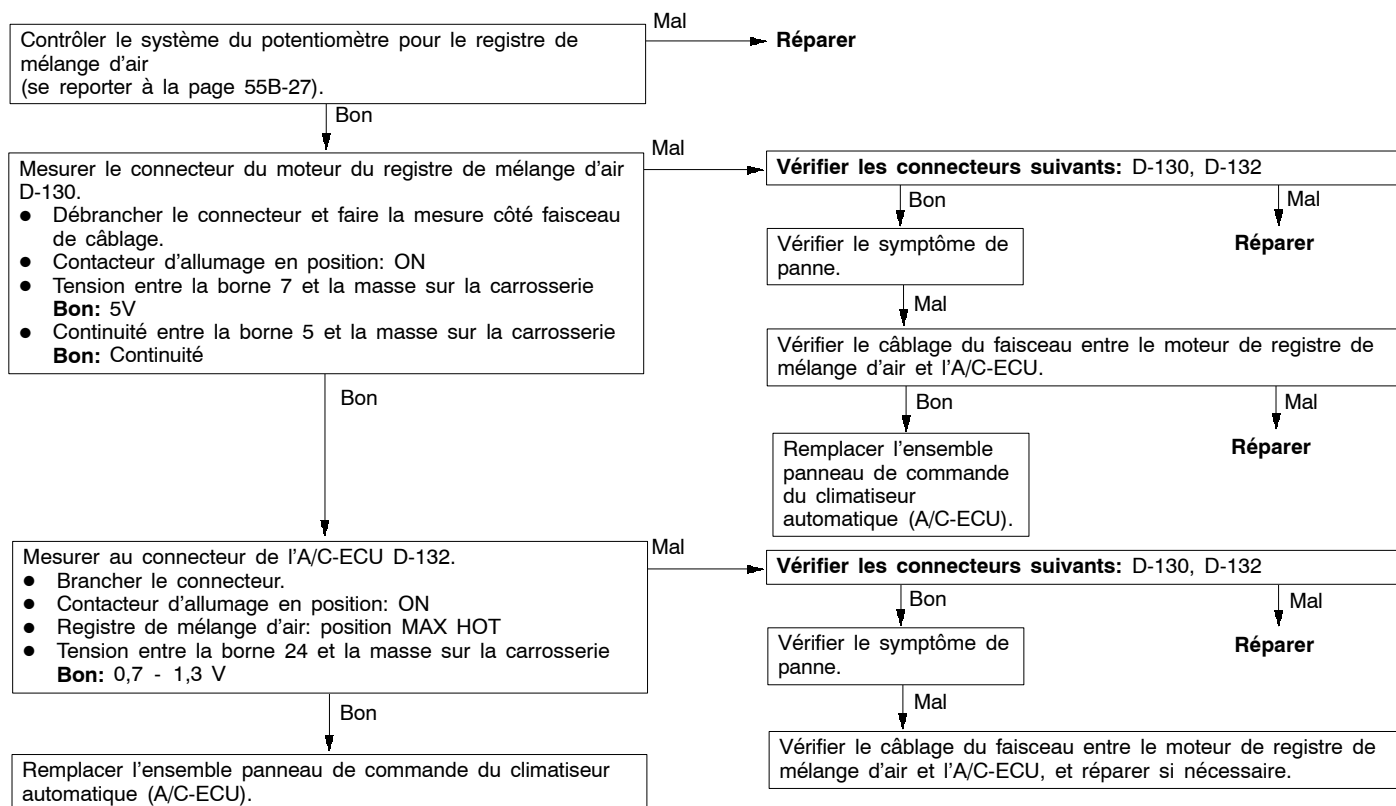 Contrôler le système du potentiomètre pour le registre de
mélange d'air
(se reporter à la page 55B-27).
Mal
Réparer
Bon
Mesurer le connecteur du moteur du registre de mélange d'air
D-130.
● Débrancher le connecteur et faire la mesure côté faisceau
de câblage.
● Contacteur d'allumage en position: ON
● Tension entre la borne 7 et la masse sur la carrosserie
Bon: 5V
● Continuité entre la borne 5 et la masse sur la carrosserie
Bon: Continuité
Mal
Vérifier les connecteurs suivants: D-130, D-132
Bon
Mal
Vérifier le symptôme de
panne.
Réparer
Mal
Vérifier le câblage du faisceau entre le moteur de registre de
mélange d'air et l'A/C-ECU.
Bon
Mal
Remplacer l'ensemble
panneau de commande
du climatiseur
automatique (A/C-ECU).
Réparer
Bon
Mesurer au connecteur de l'A/C-ECU D-132.
● Brancher le connecteur.
● Contacteur d'allumage en position: ON
● Registre de mélange d'air: position MAX HOT
● Tension entre la borne 24 et la masse sur la carrosserie
Bon: 0,7 - 1,3 V
Mal
Vérifier les connecteurs suivants: D-130, D-132
Bon
Mal
Vérifier le symptôme de
panne.
Réparer
Mal
Vérifier le câblage du faisceau entre le moteur de registre de
mélange d'air et l'A/C-ECU, et réparer si nécessaire.
Bon
Remplacer l'ensemble panneau de commande du climatiseur
automatique (A/C-ECU).